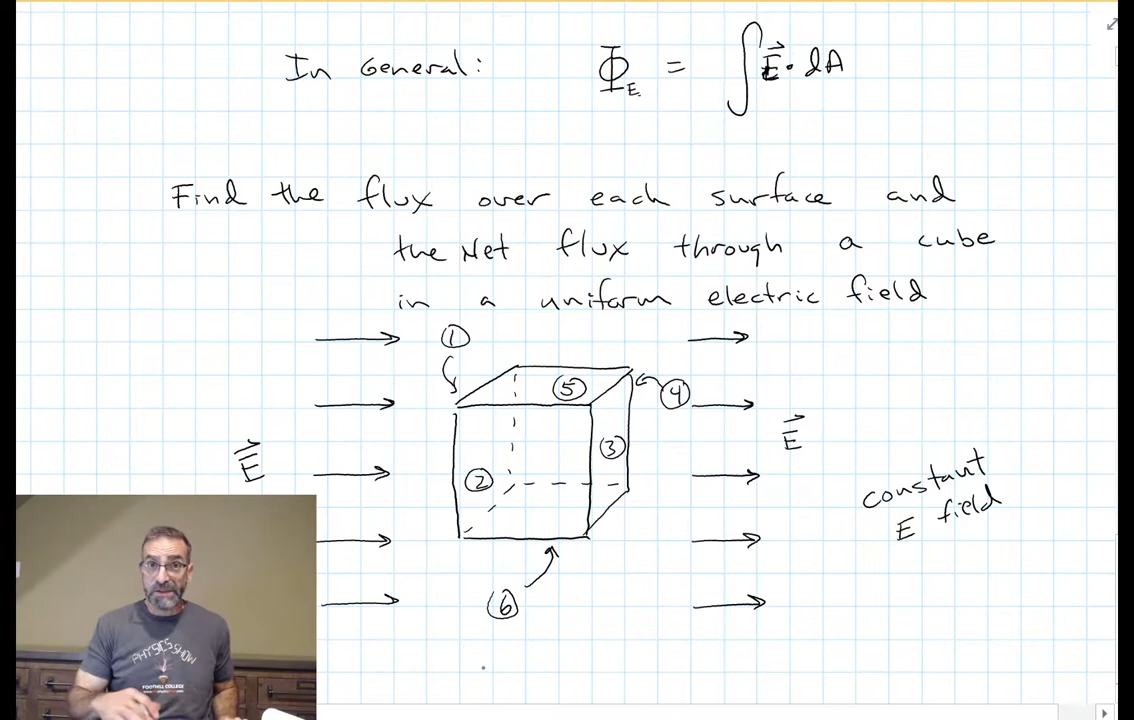 In General: Φ_E = ∫ E⃗ · dA
Find the flux over each surface and
the Net flux through a cube
in a uniform electric field
①
⑤
④
③
②
E⃗
E⃗
constant
E field
⑥
PHYSICS SHOW
FOOTHILL COLLEGE